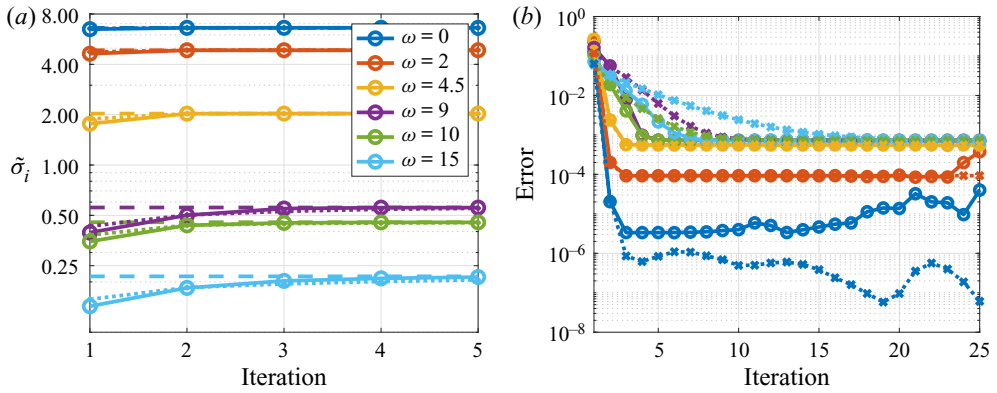 (a)
8.00
4.00
2.00
1.00
0.50
0.25
σ̃i
1
2
3
4
5
Iteration
ω = 0
ω = 2
ω = 4.5
ω = 9
ω = 10
ω = 15
(b)
10^0
10^−2
10^−4
10^−6
10^−8
Error
5
10
15
20
25
Iteration